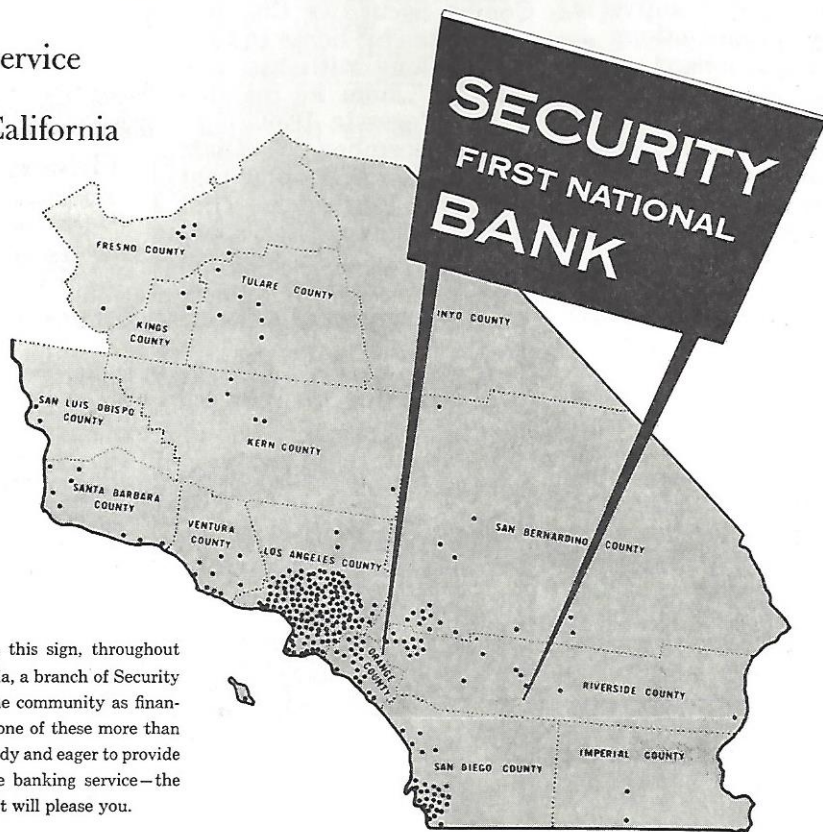 ervice
California
SECURITY
FIRST NATIONAL
BANK
FRESNO COUNTY
TULARE COUNTY
INYO COUNTY
KINGS
COUNTY
SAN LUIS OBISPO
COUNTY
KERN COUNTY
SANTA BARBARA
COUNTY
VENTURA
COUNTY
LOS ANGELES COUNTY
SAN BERNARDINO COUNTY
ORANGE
COUNTY
RIVERSIDE COUNTY
SAN DIEGO COUNTY
IMPERIAL COUNTY
this sign, throughout
a, a branch of Security
e community as finan-
one of these more than
dy and eager to provide
e banking service—the
t will please you.